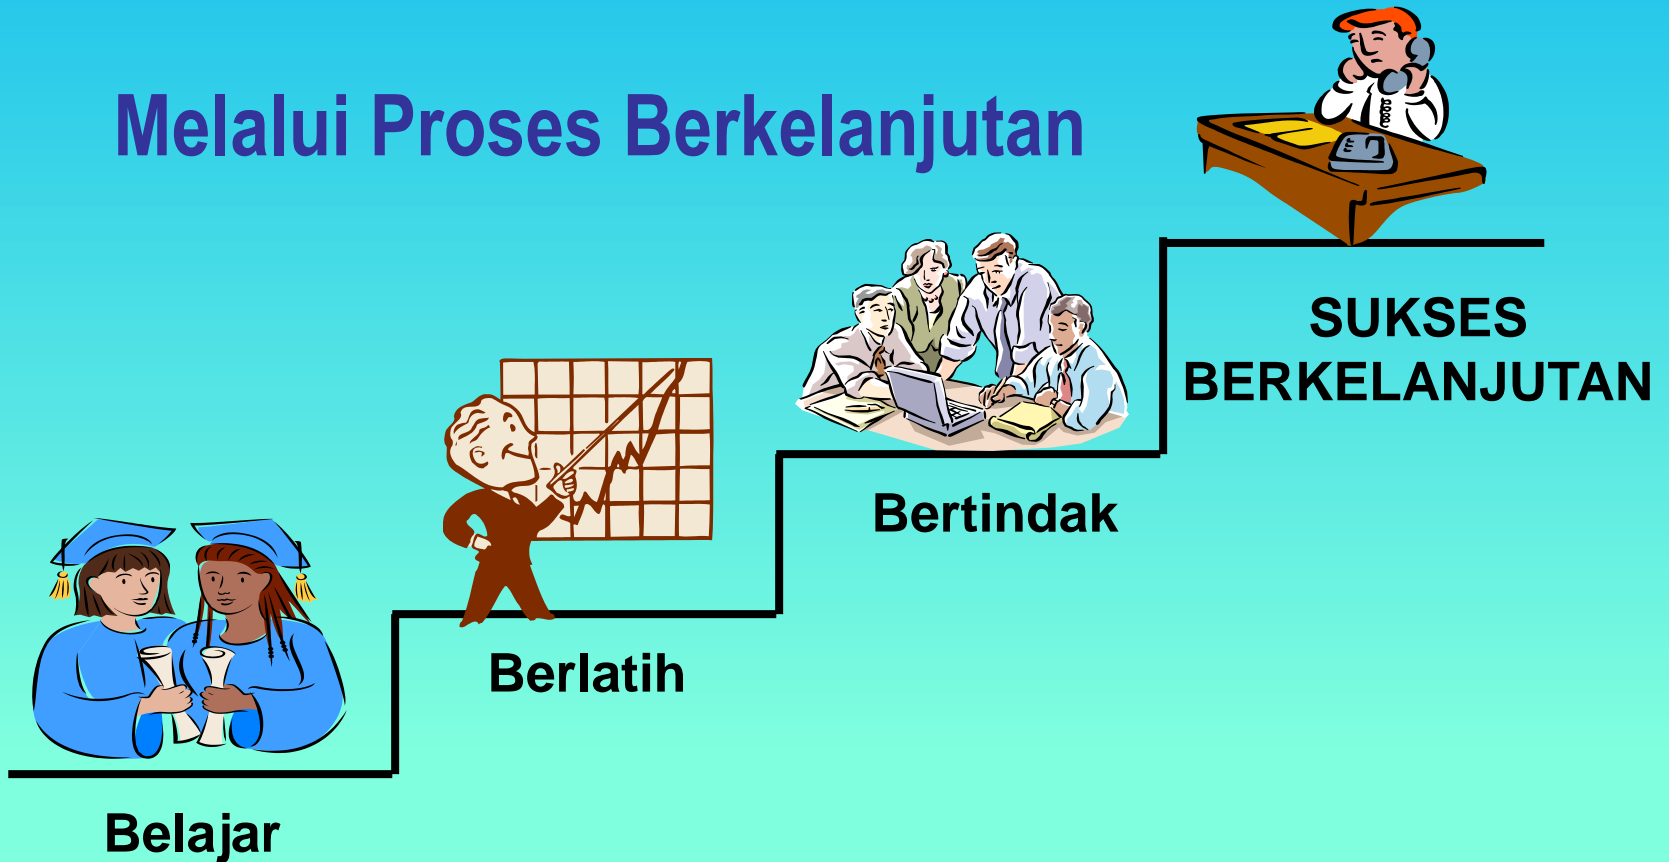 Melalui Proses Berkelanjutan
SUKSES
BERKELANJUTAN
Bertindak
Berlatih
Belajar